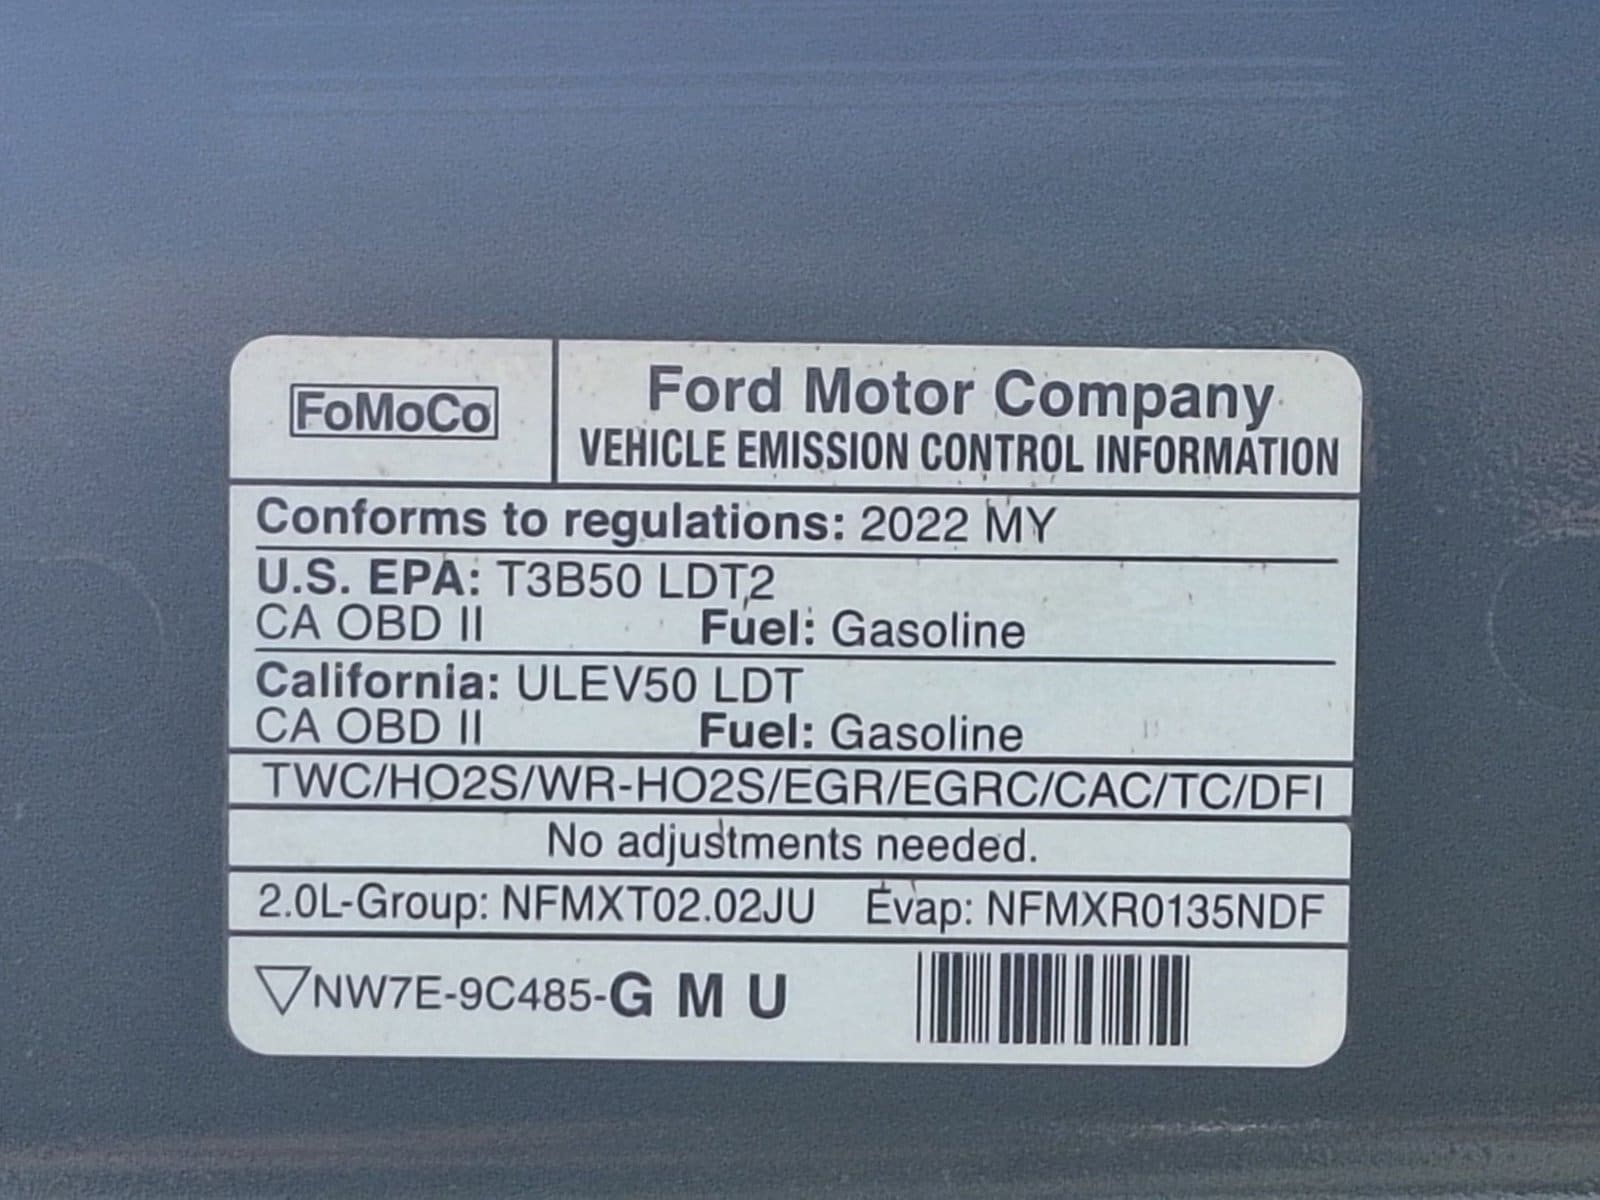 FoMoCo
Ford Motor Company
VEHICLE EMISSION CONTROL INFORMATION
Conforms to regulations: 2022 MY
U.S. EPA: T3B50 LDT2
CA OBD II Fuel: Gasoline
California: ULEV50 LDT
CA OBD II Fuel: Gasoline
TWC/HO2S/WR-HO2S/EGR/EGRC/CAC/TC/DFI
No adjustments needed.
2.0L-Group: NFMXT02.02JU Evap: NFMXR0135NDF
NW7E-9C485-G M U